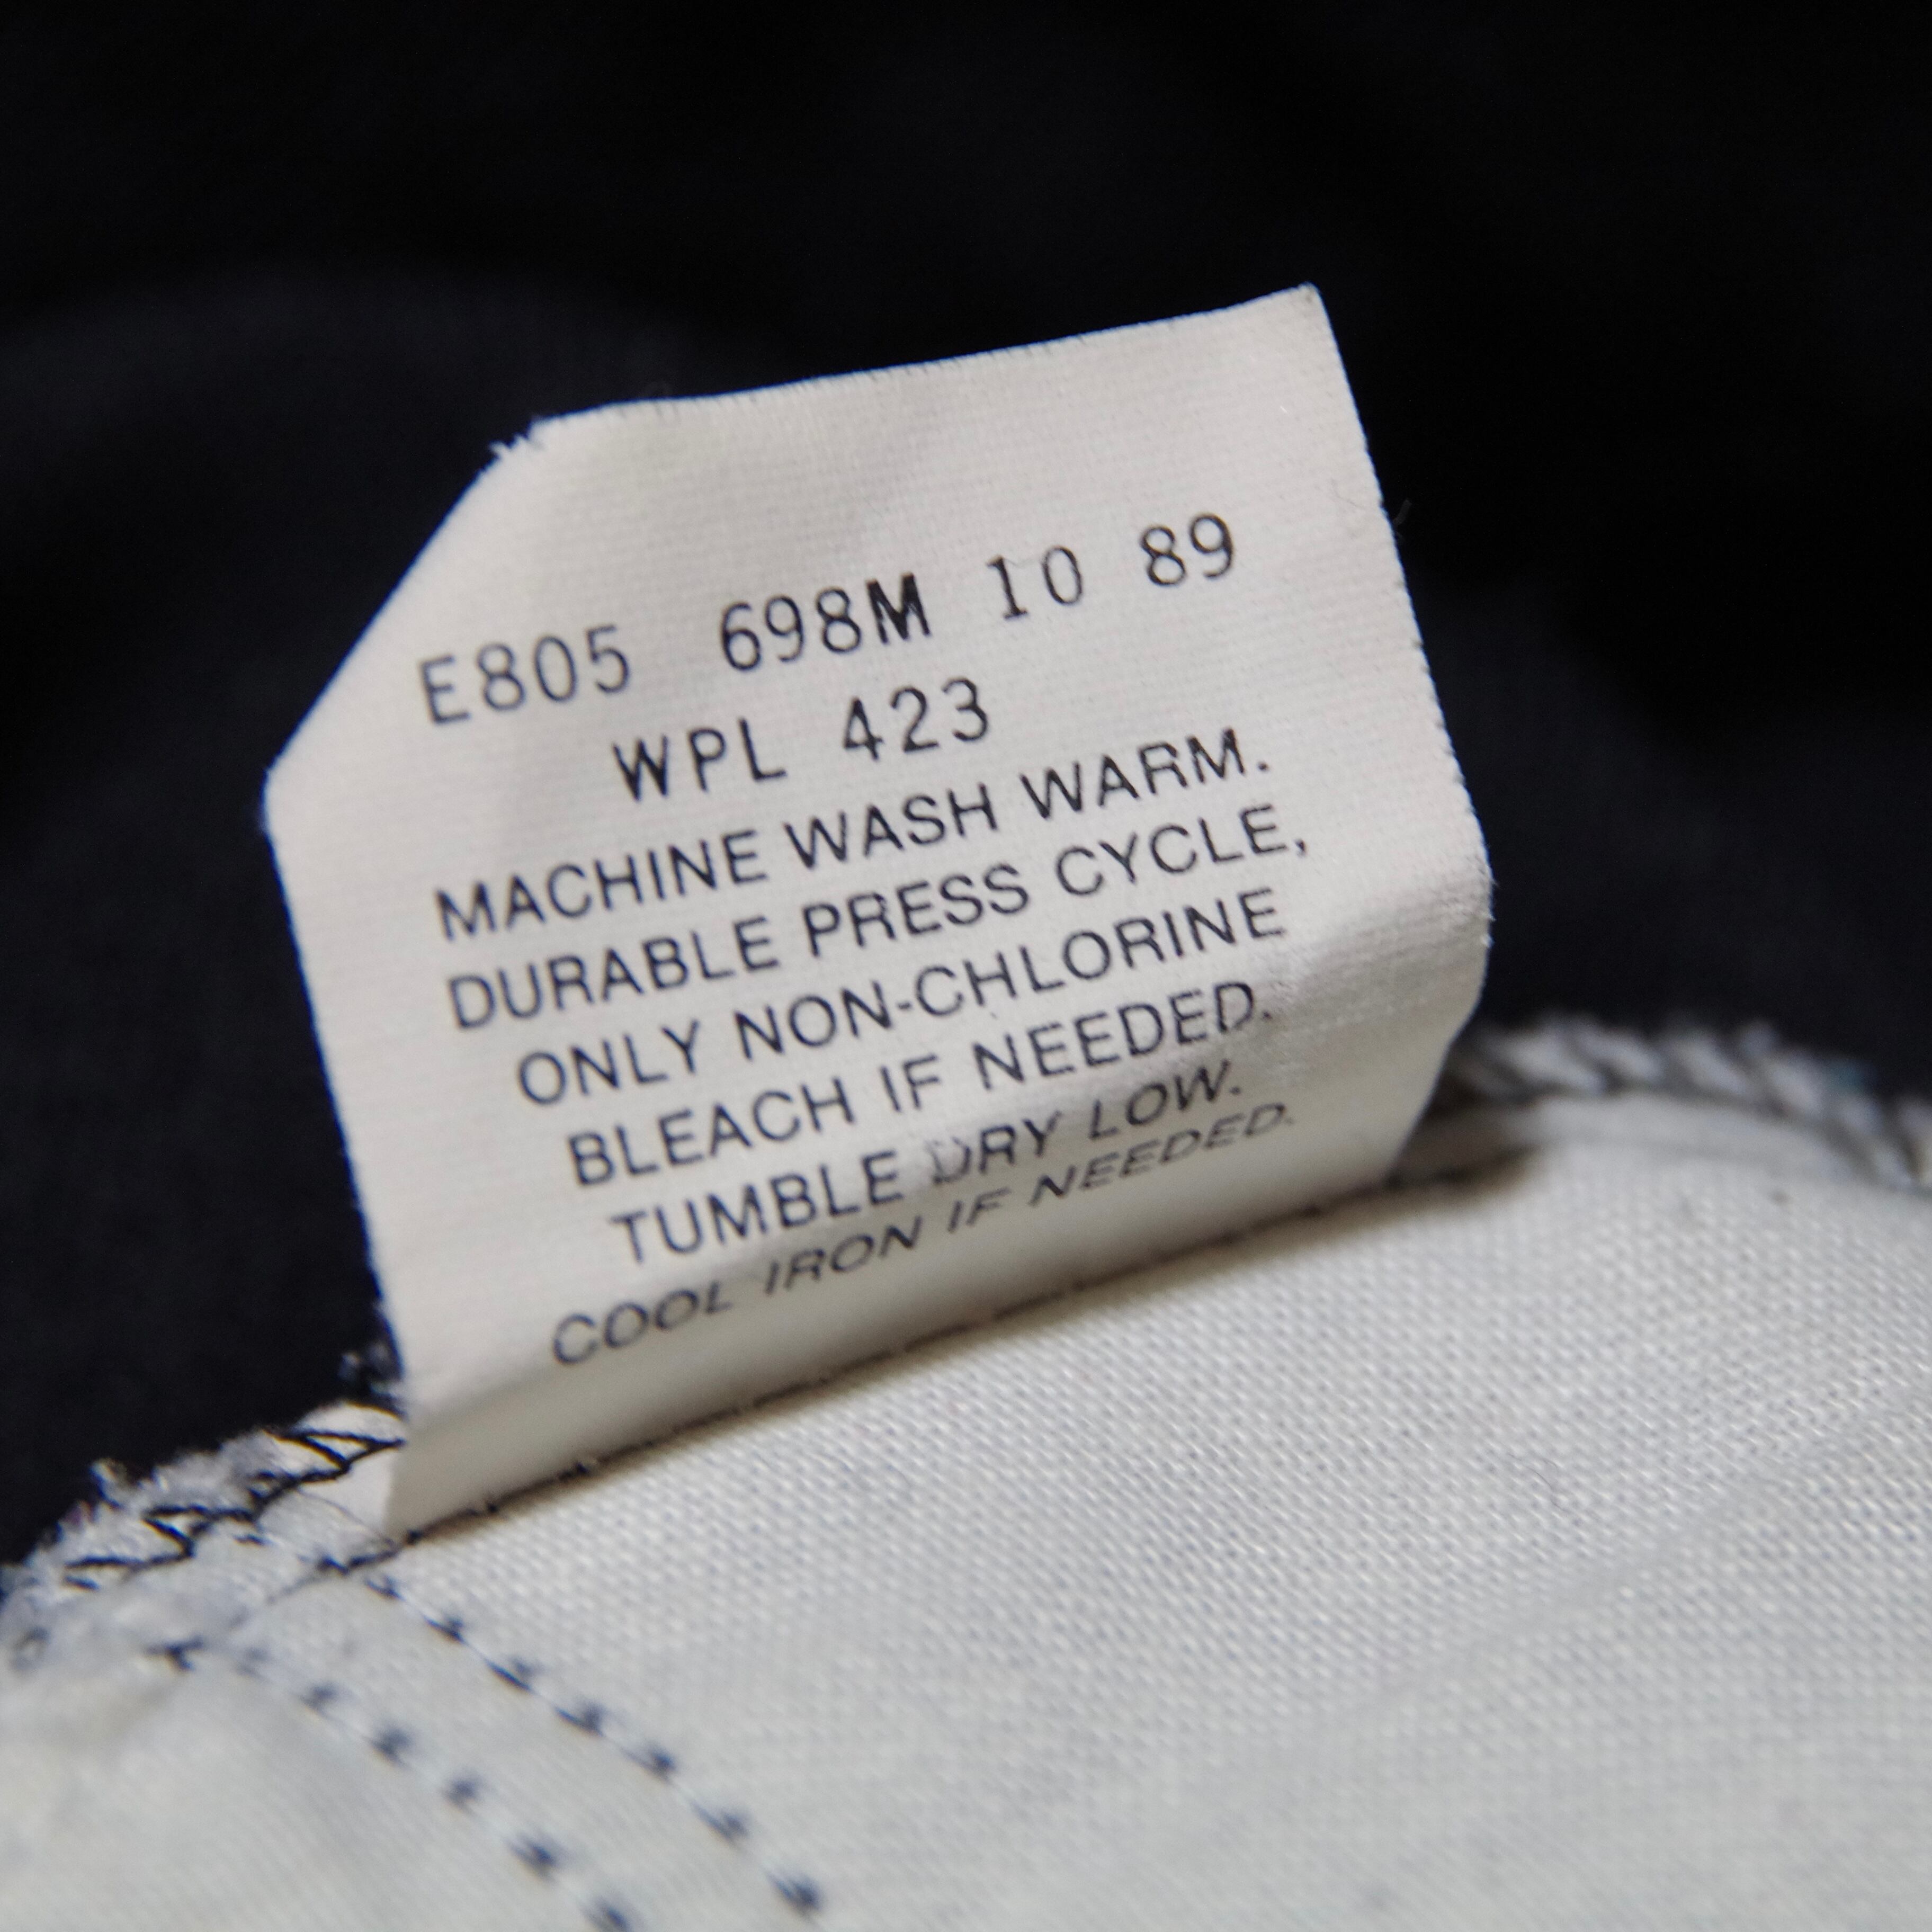 E805 698M 10 89
WPL 423
MACHINE WASH WARM.
DURABLE PRESS CYCLE,
ONLY NON-CHLORINE
BLEACH IF NEEDED.
TUMBLE DRY LOW.
COOL IRON IF NEEDED.